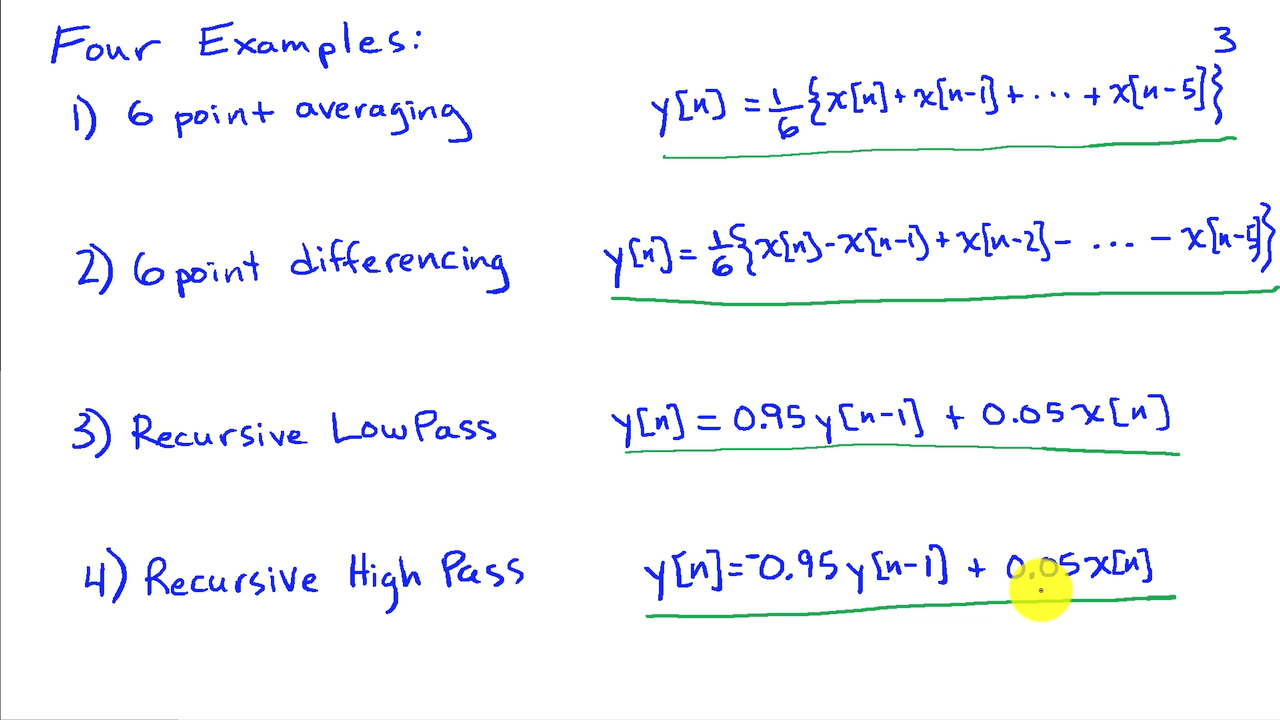 Four Examples:
3
1) 6 point averaging y[n] = 1/6 {x[n] + x[n-1] + ... + x[n-5]}
2) 6 point differencing y[n] = 1/6 {x[n] - x[n-1] + x[n-2] - ... - x[n-5]}
3) Recursive LowPass y[n] = 0.95 y[n-1] + 0.05 x[n]
4) Recursive High Pass y[n] = -0.95 y[n-1] + 0.05 x[n]